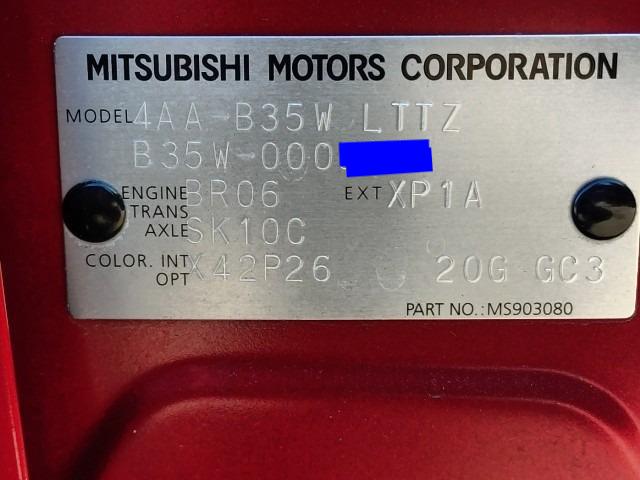 MITSUBISHI MOTORS CORPORATION
MODEL 4AA-B35W LTTZ
B35W-000
ENGINE BR06 EXT XP1A
TRANS
AXLE SK10C
COLOR. INT
OPT X42P26 20G GC3
PART NO.:MS903080